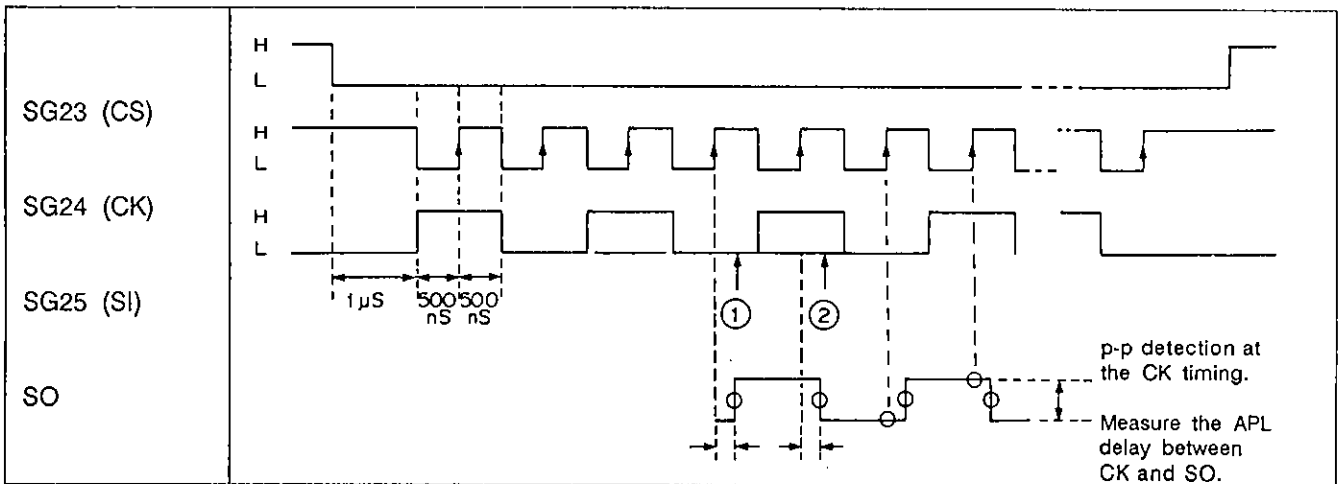 H
L
SG23 (CS)
H
L
SG24 (CK)
H
L
SG25 (SI)
1 μS
500 nS
500 nS
1
2
SO
p-p detection at
the CK timing.
Measure the APL
delay between
CK and SO.